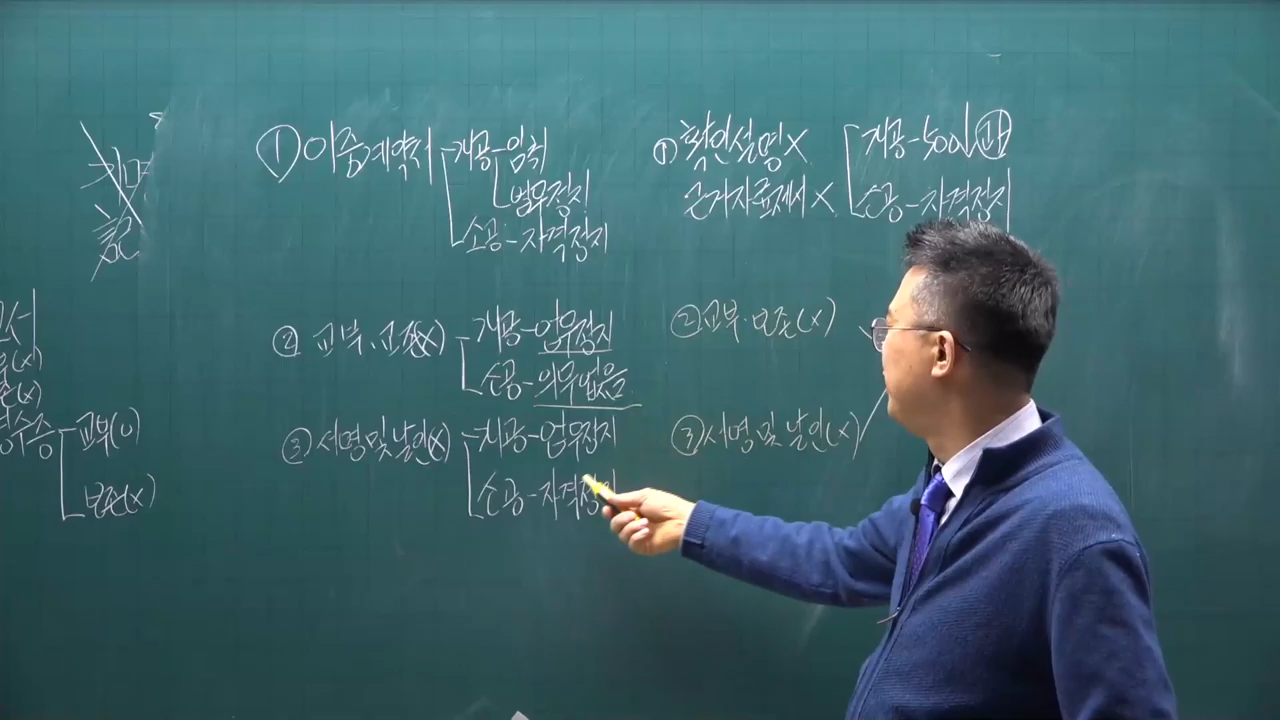 ① 이중계약서 개공-임취
업무정지
소공-자격정지
② 교부、보존(x) 개공-업무정지
소공-의무없음
③ 서명 및 날인(x) 개공-업무정지
소공-자격정지
① 확인설명 X 개공-500↓ 과
근거자료제시 X 소공-자격정지
② 교부·보존(x)
③ 서명 및 날인(x)
영수증 교부(o)
보존(x)